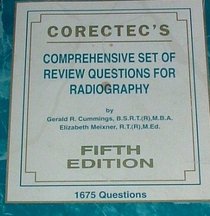 CORECTEC'S
COMPREHENSIVE SET OF
REVIEW QUESTIONS FOR
RADIOGRAPHY
by
Gerald R. Cummings, B.S.R.T.(R),M.B.A.
Elizabeth Meixner, R.T.(R),M.Ed.
FIFTH
EDITION
1675 Questions